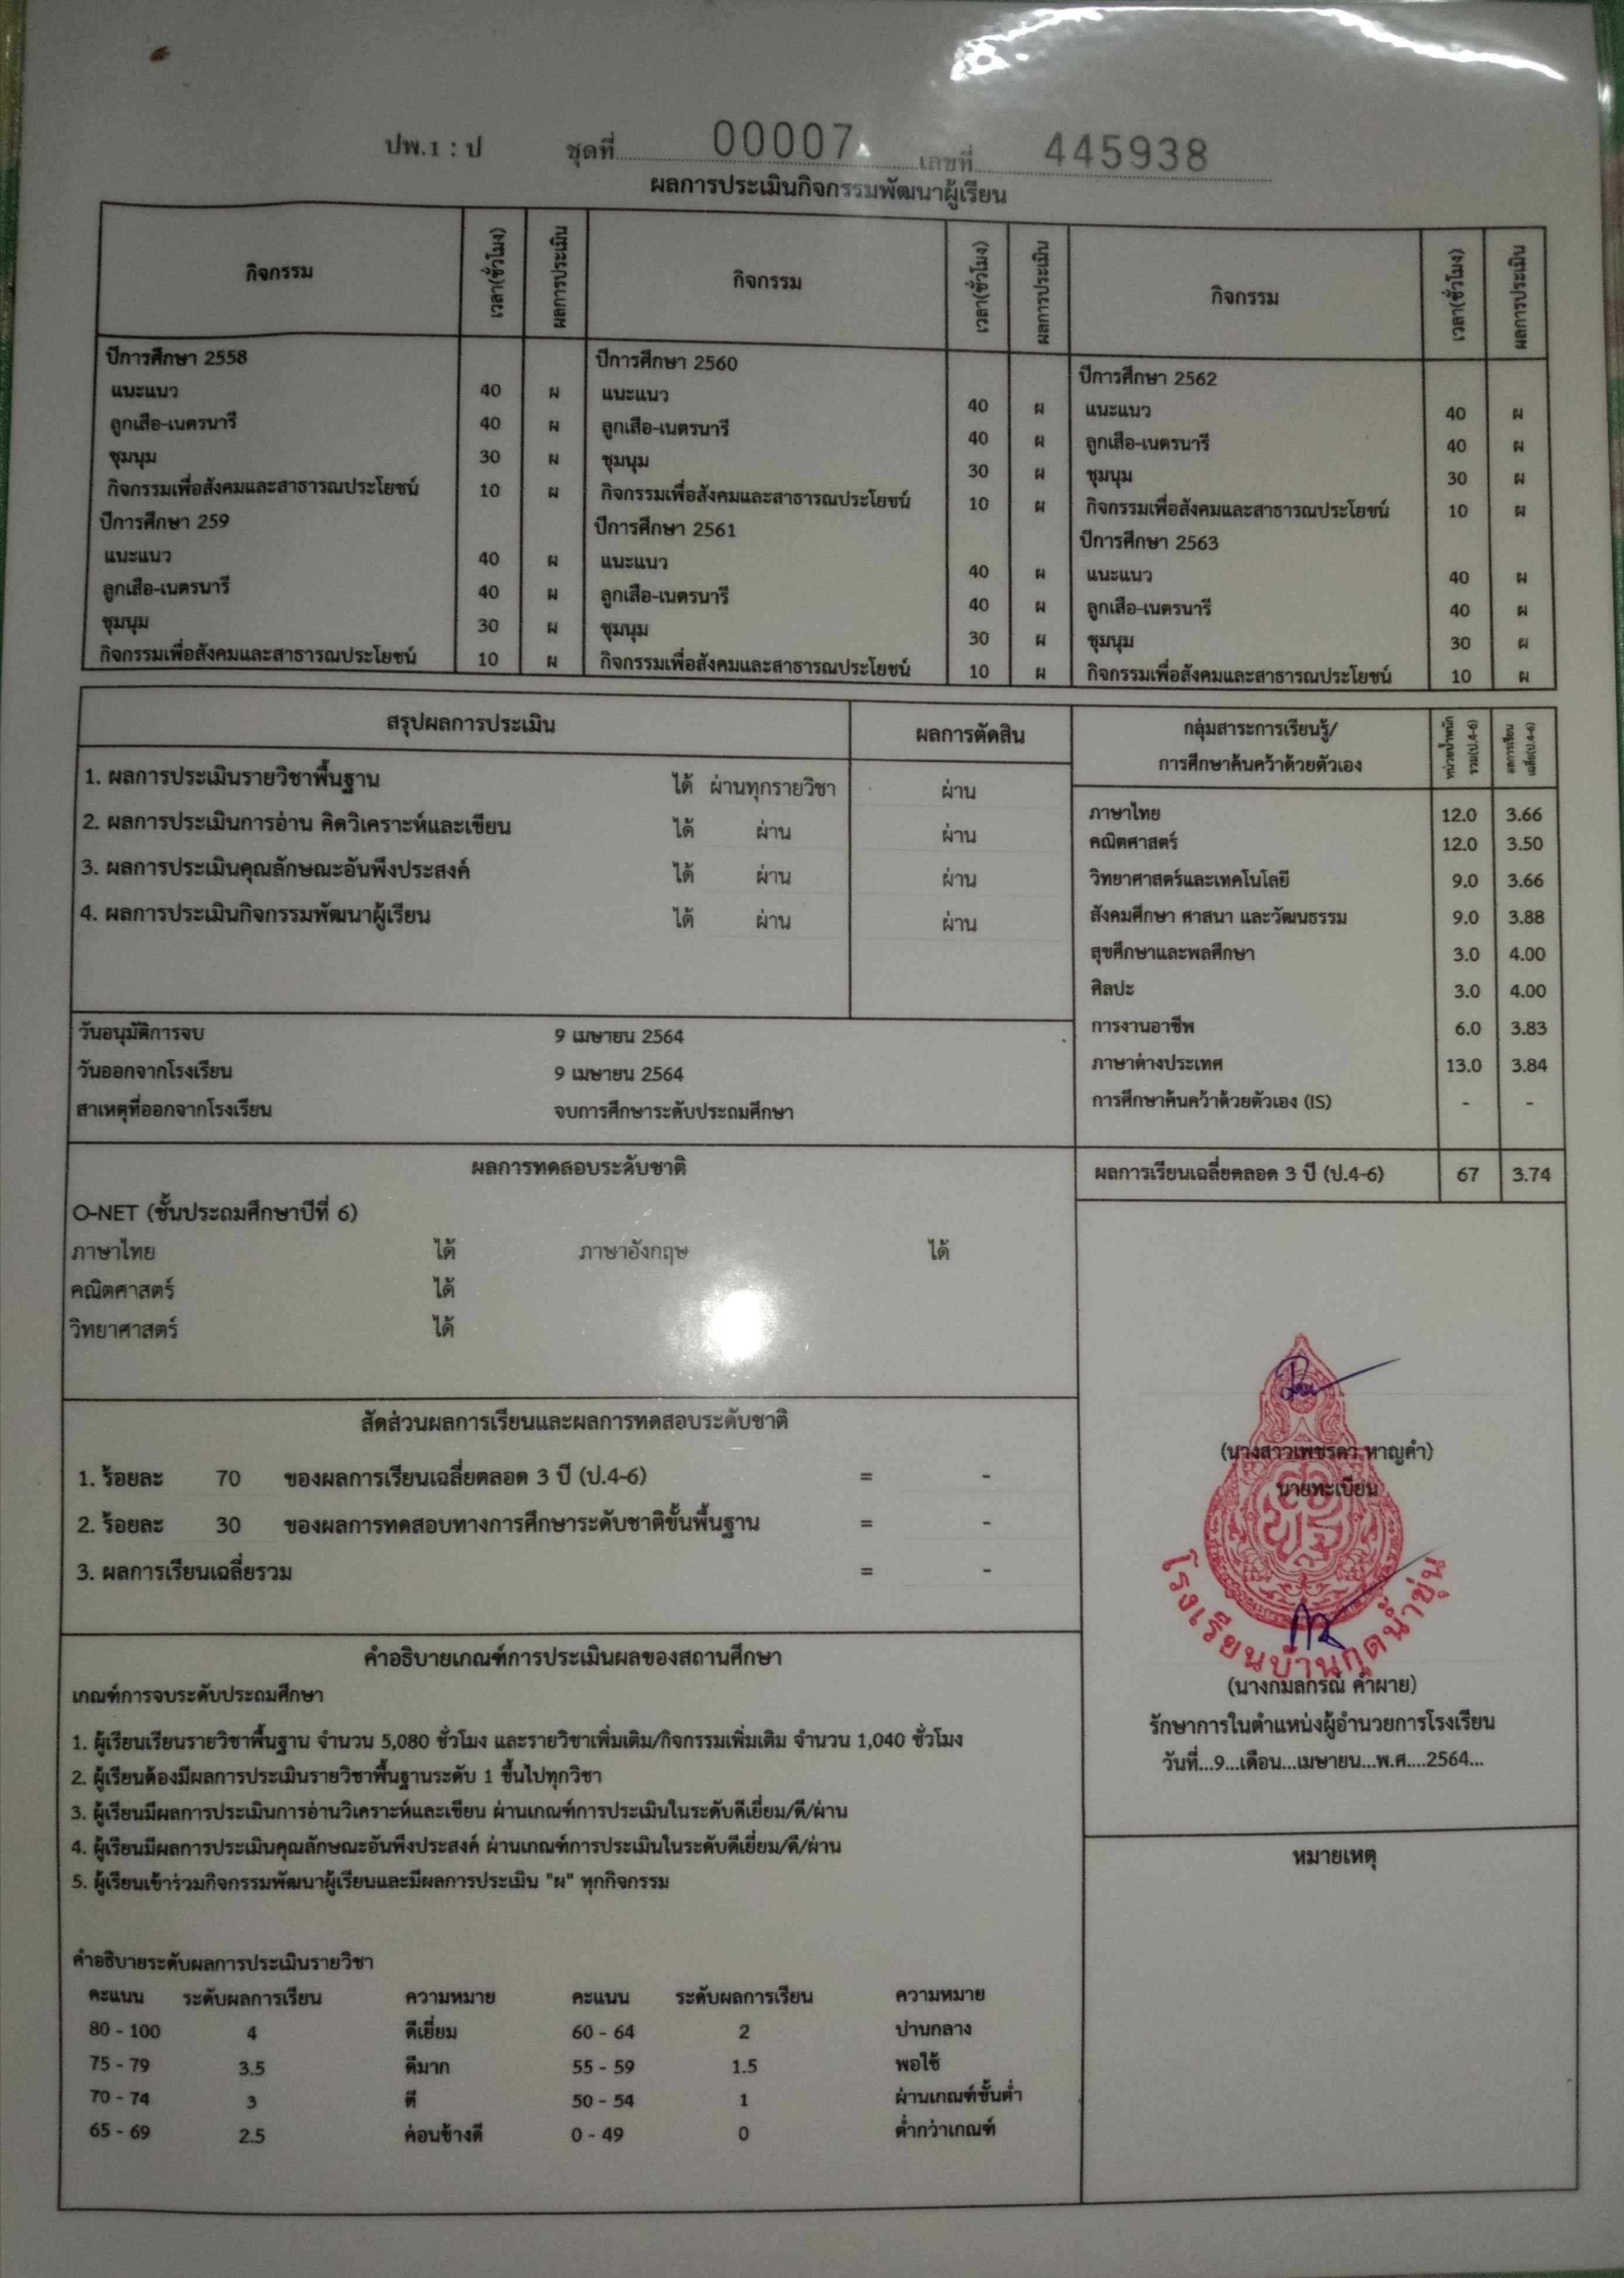 ปพ.1 : ป ชุดที่ 00007 เลขที่ 445938
ผลการประเมินกิจกรรมพัฒนาผู้เรียน
กิจกรรม เวลา(ชั่วโมง) ผลการประเมิน กิจกรรม เวลา(ชั่วโมง) ผลการประเมิน กิจกรรม เวลา(ชั่วโมง) ผลการประเมิน
ปีการศึกษา 2558 ปีการศึกษา 2560 ปีการศึกษา 2562
แนะแนว 40 ผ แนะแนว 40 ผ แนะแนว 40 ผ
ลูกเสือ-เนตรนารี 40 ผ ลูกเสือ-เนตรนารี 40 ผ ลูกเสือ-เนตรนารี 40 ผ
ชุมนุม 30 ผ ชุมนุม 30 ผ ชุมนุม 30 ผ
กิจกรรมเพื่อสังคมและสาธารณประโยชน์ 10 ผ กิจกรรมเพื่อสังคมและสาธารณประโยชน์ 10 ผ กิจกรรมเพื่อสังคมและสาธารณประโยชน์ 10 ผ
ปีการศึกษา 259 ปีการศึกษา 2561 ปีการศึกษา 2563
แนะแนว 40 ผ แนะแนว 40 ผ แนะแนว 40 ผ
ลูกเสือ-เนตรนารี 40 ผ ลูกเสือ-เนตรนารี 40 ผ ลูกเสือ-เนตรนารี 40 ผ
ชุมนุม 30 ผ ชุมนุม 30 ผ ชุมนุม 30 ผ
กิจกรรมเพื่อสังคมและสาธารณประโยชน์ 10 ผ กิจกรรมเพื่อสังคมและสาธารณประโยชน์ 10 ผ กิจกรรมเพื่อสังคมและสาธารณประโยชน์ 10 ผ
สรุปผลการประเมิน ผลการตัดสิน
1. ผลการประเมินรายวิชาพื้นฐาน ได้ ผ่านทุกรายวิชา ผ่าน
2. ผลการประเมินการอ่าน คิดวิเคราะห์และเขียน ได้ ผ่าน ผ่าน
3. ผลการประเมินคุณลักษณะอันพึงประสงค์ ได้ ผ่าน ผ่าน
4. ผลการประเมินกิจกรรมพัฒนาผู้เรียน ได้ ผ่าน ผ่าน
วันอนุมัติการจบ 9 เมษายน 2564
วันออกจากโรงเรียน 9 เมษายน 2564
สาเหตุที่ออกจากโรงเรียน จบการศึกษาระดับประถมศึกษา
กลุ่มสาระการเรียนรู้/
การศึกษาค้นคว้าด้วยตัวเอง
หน่วยน้ำหนัก
รวม(ป.4-6)
ผลการเรียน
เฉลี่ย(ป.4-6)
ภาษาไทย 12.0 3.66
คณิตศาสตร์ 12.0 3.50
วิทยาศาสตร์และเทคโนโลยี 9.0 3.66
สังคมศึกษา ศาสนา และวัฒนธรรม 9.0 3.88
สุขศึกษาและพลศึกษา 3.0 4.00
ศิลปะ 3.0 4.00
การงานอาชีพ 6.0 3.83
ภาษาต่างประเทศ 13.0 3.84
การศึกษาค้นคว้าด้วยตัวเอง (IS) - -
ผลการเรียนเฉลี่ยตลอด 3 ปี (ป.4-6) 67 3.74
ผลการทดสอบระดับชาติ
O-NET (ชั้นประถมศึกษาปีที่ 6)
ภาษาไทย ได้ ภาษาอังกฤษ ได้
คณิตศาสตร์ ได้
วิทยาศาสตร์ ได้
สัดส่วนผลการเรียนและผลการทดสอบระดับชาติ
1. ร้อยละ 70 ของผลการเรียนเฉลี่ยตลอด 3 ปี (ป.4-6) = -
2. ร้อยละ 30 ของผลการทดสอบทางการศึกษาระดับชาติขั้นพื้นฐาน = -
3. ผลการเรียนเฉลี่ยรวม = -
(นางสาวเพชรดา หาญคำ)
นายทะเบียน
โรงเรียนบ้านกุดน้ำขุ่น
(นางกมลภรณ์ คำผาย)
รักษาการในตำแหน่งผู้อำนวยการโรงเรียน
วันที่...9...เดือน...เมษายน...พ.ศ....2564...
หมายเหตุ
คำอธิบายเกณฑ์การประเมินผลของสถานศึกษา
เกณฑ์การจบระดับประถมศึกษา
1. ผู้เรียนเรียนรายวิชาพื้นฐาน จำนวน 5,080 ชั่วโมง และรายวิชาเพิ่มเติม/กิจกรรมเพิ่มเติม จำนวน 1,040 ชั่วโมง
2. ผู้เรียนต้องมีผลการประเมินรายวิชาพื้นฐานระดับ 1 ขึ้นไปทุกวิชา
3. ผู้เรียนมีผลการประเมินการอ่านวิเคราะห์และเขียน ผ่านเกณฑ์การประเมินในระดับดีเยี่ยม/ดี/ผ่าน
4. ผู้เรียนมีผลการประเมินคุณลักษณะอันพึงประสงค์ ผ่านเกณฑ์การประเมินในระดับดีเยี่ยม/ดี/ผ่าน
5. ผู้เรียนเข้าร่วมกิจกรรมพัฒนาผู้เรียนและมีผลการประเมิน "ผ" ทุกกิจกรรม
คำอธิบายระดับผลการประเมินรายวิชา
คะแนน ระดับผลการเรียน ความหมาย คะแนน ระดับผลการเรียน ความหมาย
80 - 100 4 ดีเยี่ยม 60 - 64 2 ปานกลาง
75 - 79 3.5 ดีมาก 55 - 59 1.5 พอใช้
70 - 74 3 ดี 50 - 54 1 ผ่านเกณฑ์ขั้นต่ำ
65 - 69 2.5 ค่อนข้างดี 0 - 49 0 ต่ำกว่าเกณฑ์